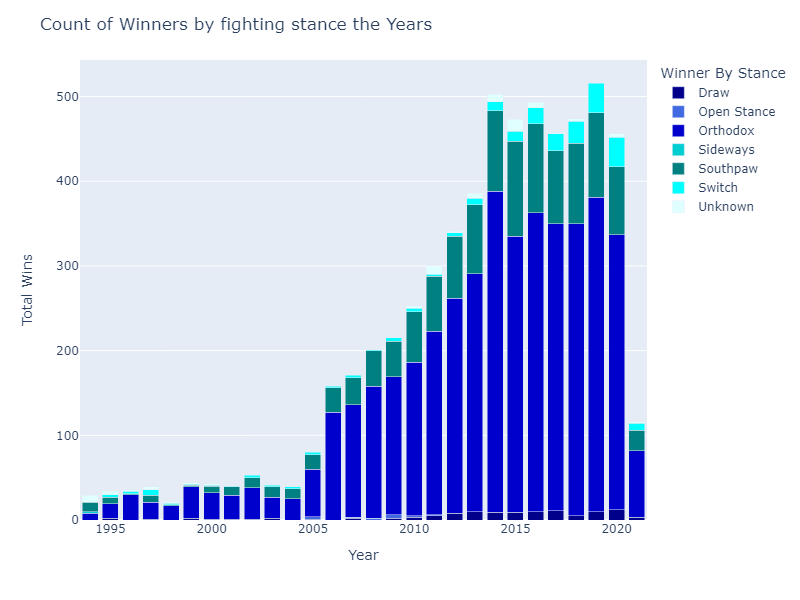 Count of Winners by fighting stance the Years
Winner By Stance
Draw
Open Stance
Orthodox
Sideways
Southpaw
Switch
Unknown
Total Wins
500
400
300
200
100
0
1995
2000
2005
2010
2015
2020
Year